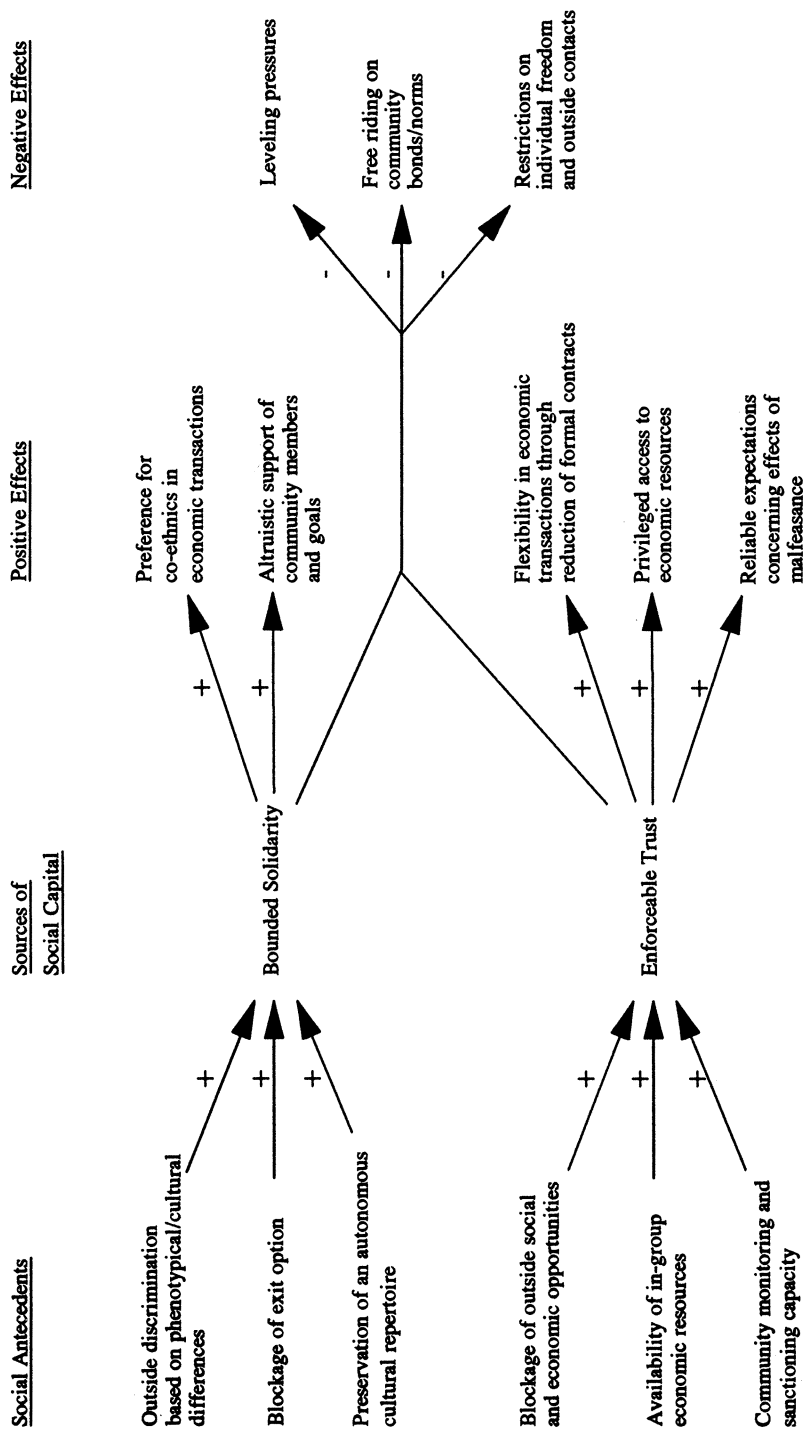 Social Antecedents
Sources of
Social Capital
Positive Effects
Negative Effects
Outside discrimination
based on phenotypical/cultural
differences
Blockage of exit option
Preservation of an autonomous
cultural repertoire
+
+
+
Bounded Solidarity
+
+
Preference for
co-ethnics in
economic transactions
Altruistic support of
community members
and goals
Blockage of outside social
and economic opportunities
Availability of in-group
economic resources
Community monitoring and
sanctioning capacity
+
+
+
Enforceable Trust
+
+
+
Flexibility in economic
transactions through
reduction of formal contracts
Privileged access to
economic resources
Reliable expectations
concerning effects of
malfeasance
-
-
-
Leveling pressures
Free riding on
community
bonds/norms
Restrictions on
individual freedom
and outside contacts